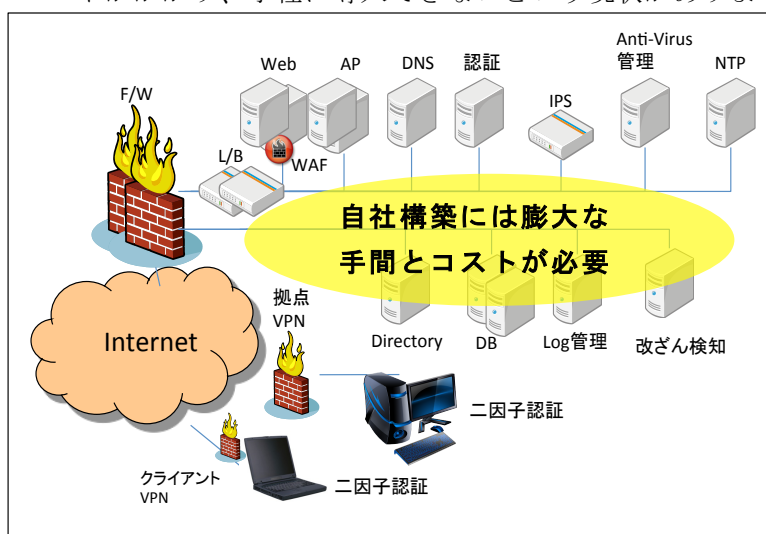 Web
AP
DNS
認証
Anti-Virus
管理
NTP
F/W
IPS
L/B
WAF
自社構築には膨大な
手間とコストが必要
拠点
VPN
Internet
Directory
DB
Log管理
改ざん検知
二因子認証
クライアント
VPN
二因子認証